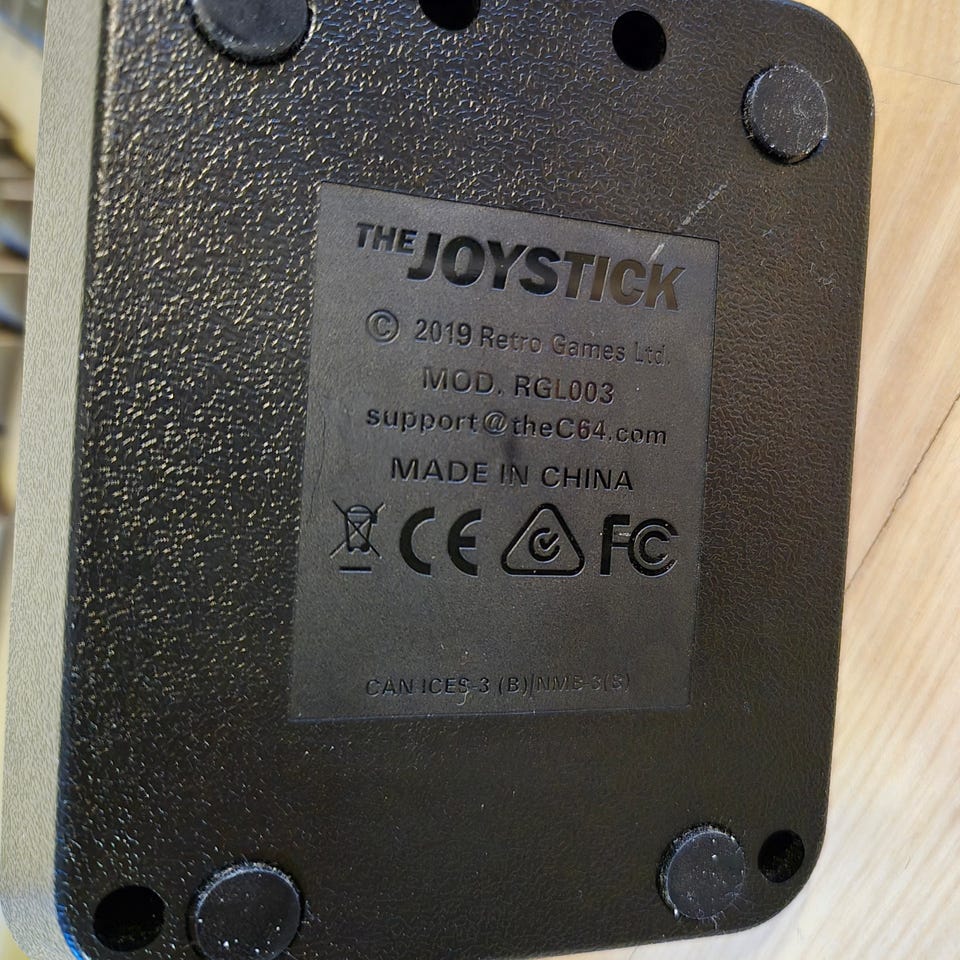 THE JOYSTICK
© 2019 Retro Games Ltd.
MOD. RGL003
support@theC64.com
MADE IN CHINA
CE FC
CAN ICES-3 (B)/NMB-3(B)